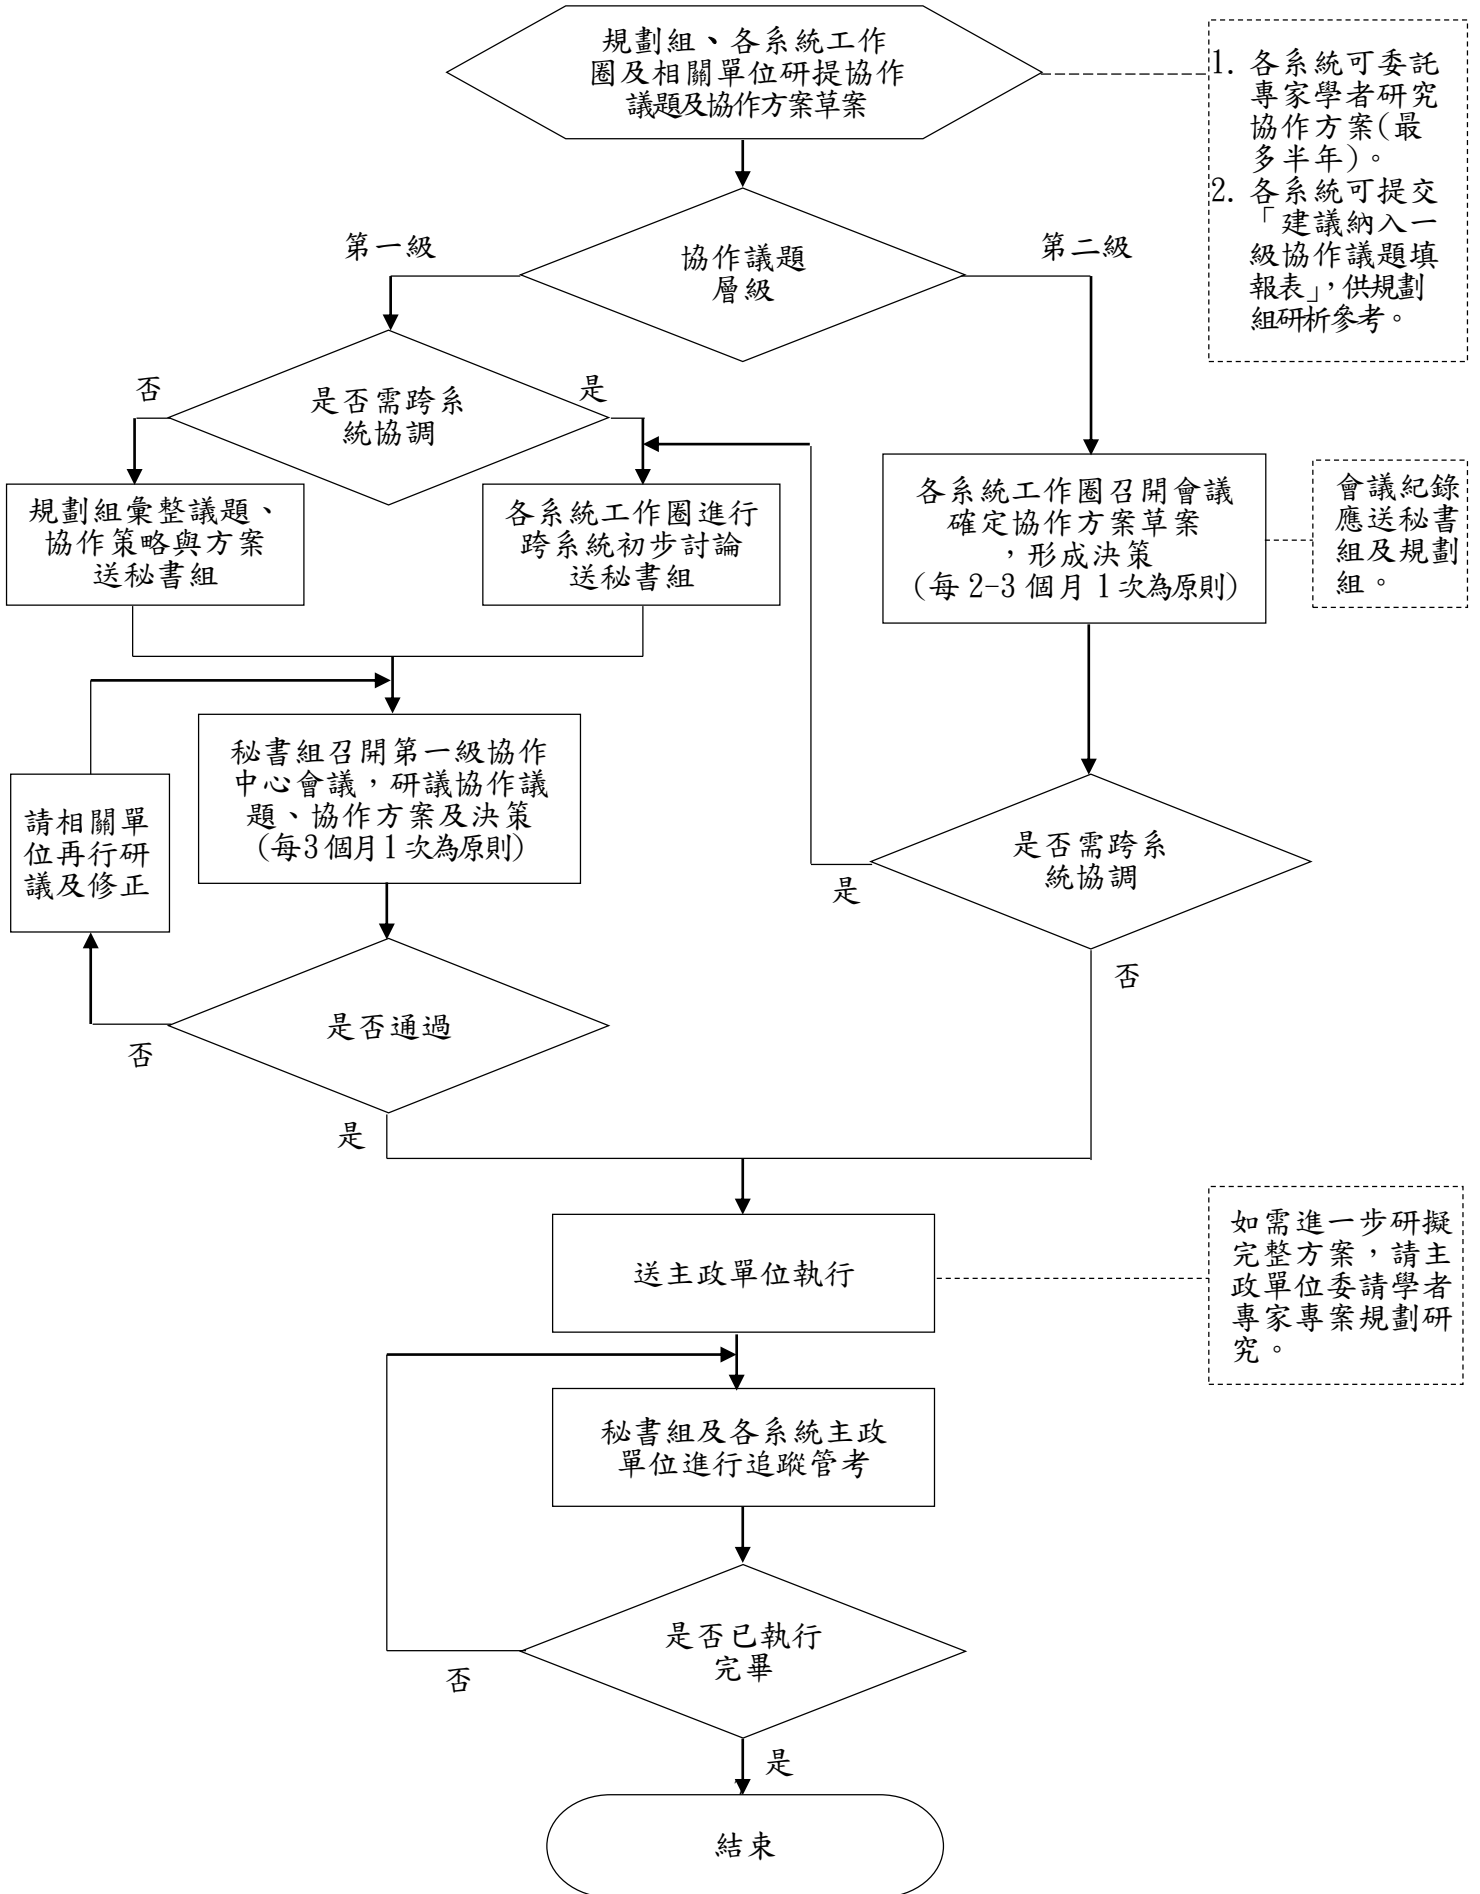 規劃組、各系統工作
圈及相關單位研提協作
議題及協作方案草案
1. 各系統可委託
專家學者研究
協作方案(最
多半年)。
2. 各系統可提交
「建議納入一
級協作議題填
報表」,供規劃
組研析參考。
協作議題
層級
第一級
第二級
是否需跨系
統協調
否
是
規劃組彙整議題、
協作策略與方案
送秘書組
各系統工作圈進行
跨系統初步討論
送秘書組
各系統工作圈召開會議
確定協作方案草案
,形成決策
(每 2-3 個月 1 次為原則)
會議紀錄
應送秘書
組及規劃
組。
秘書組召開第一級協作
中心會議,研議協作議
題、協作方案及決策
(每3個月1次為原則)
請相關單
位再行研
議及修正
是否需跨系
統協調
是
否
是否通過
否
是
送主政單位執行
如需進一步研擬
完整方案,請主
政單位委請學者
專家專案規劃研
究。
秘書組及各系統主政
單位進行追蹤管考
是否已執行
完畢
否
是
結束